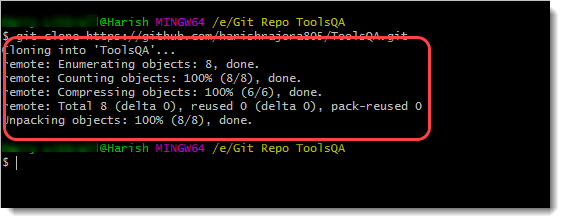 @Harish MINGW64 /e/Git Repo ToolsQA
$ git clone https://github.com/harishrajora805/ToolsQA.git
Cloning into 'ToolsQA'...
remote: Enumerating objects: 8, done.
remote: Counting objects: 100% (8/8), done.
remote: Compressing objects: 100% (6/6), done.
remote: Total 8 (delta 0), reused 0 (delta 0), pack-reused 0
Unpacking objects: 100% (8/8), done.
@Harish MINGW64 /e/Git Repo ToolsQA
$